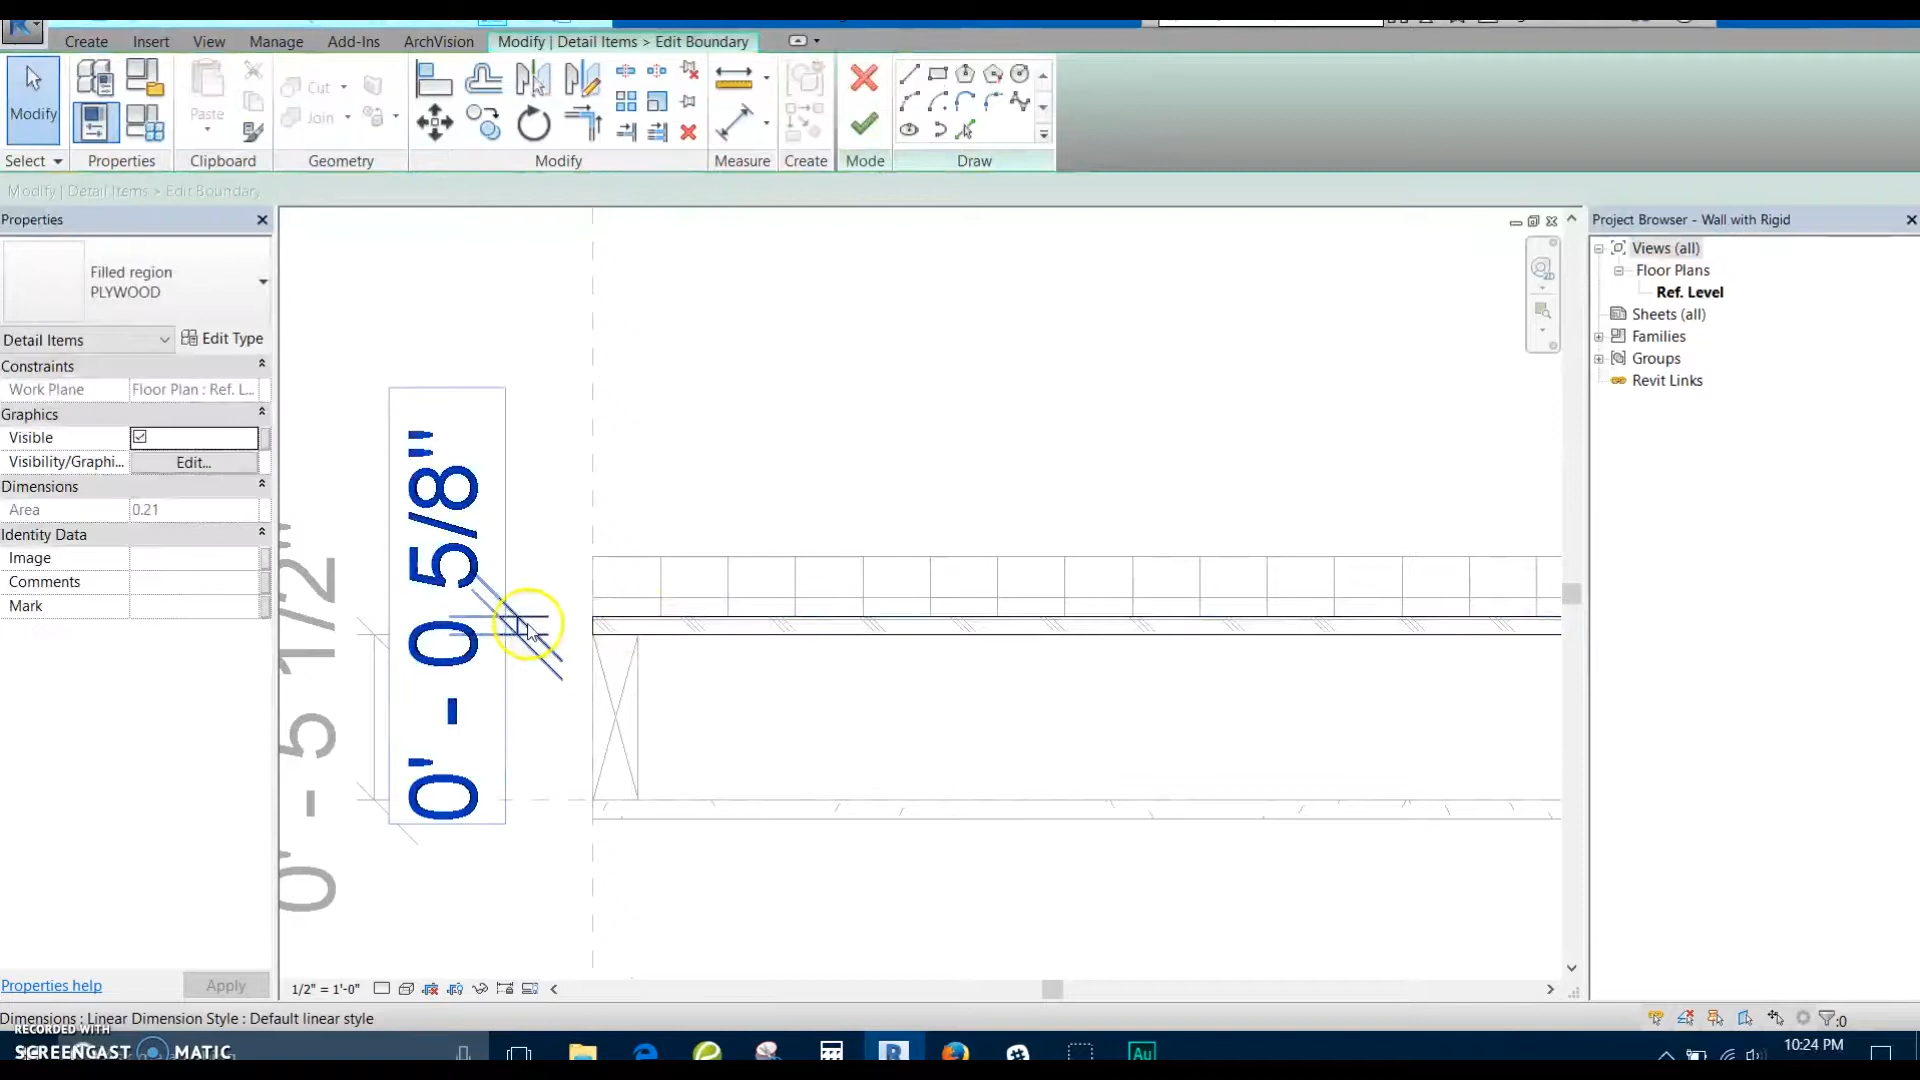 Create Insert View Manage Add-Ins ArchVision Modify | Detail Items > Edit Boundary
Modify
Paste
Cut
Join
Select Properties Clipboard Geometry Modify Measure Create Mode Draw
Modify | Detail Items > Edit Boundary
Properties
Filled region
PLYWOOD
Detail Items
Edit Type
Constraints
Work Plane Floor Plan : Ref. L...
Graphics
Visible
Visibility/Graphi... Edit...
Dimensions
Area 0.21
Identity Data
Image
Comments
Mark
Properties help
Apply
0' - 5 1/2"
0' - 0 5/8"
1/2" = 1'-0"
Project Browser - Wall with Rigid
Views (all)
Floor Plans
Ref. Level
Sheets (all)
Families
Groups
Revit Links
Dimensions : Linear Dimension Style : Default linear style
:0
RECORDED WITH
SCREENCAST MATIC
R
Au
10:24 PM